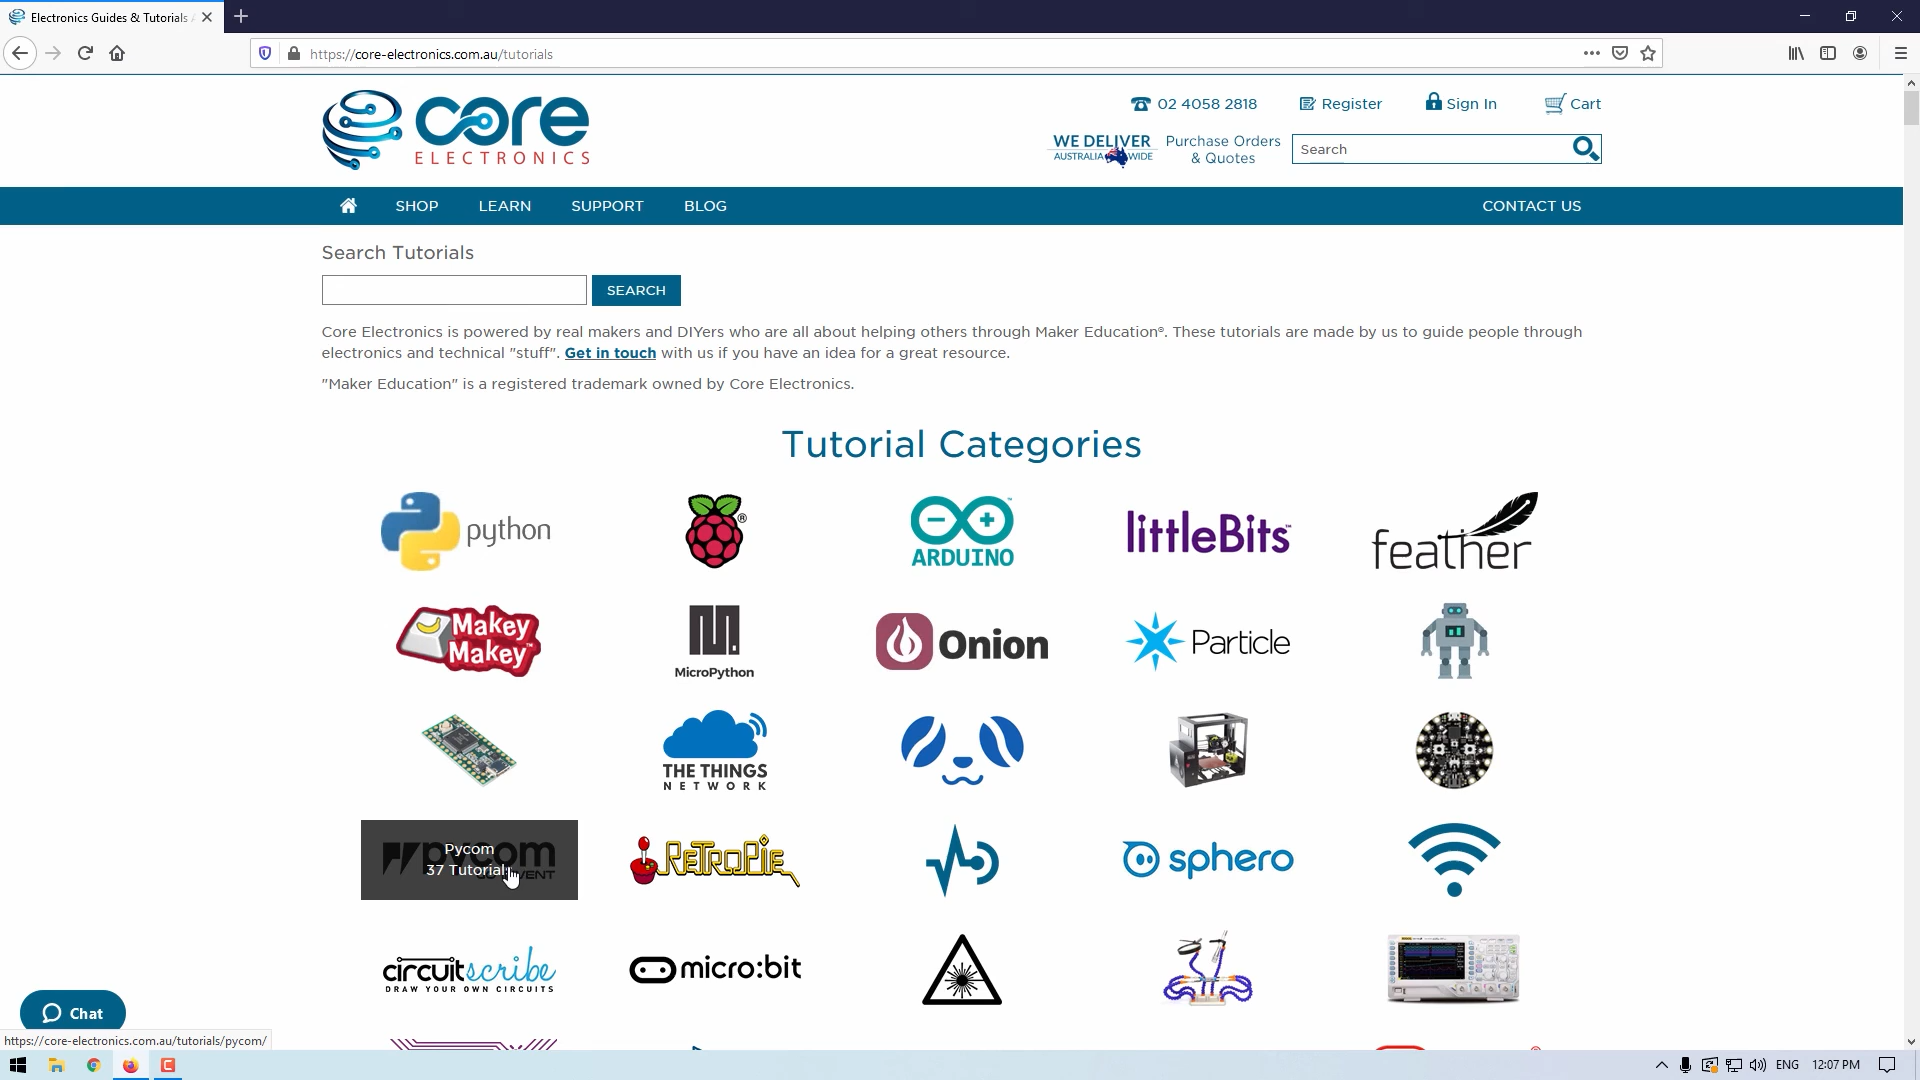 Electronics Guides & Tutorials
https://core-electronics.com.au/tutorials
core
ELECTRONICS
02 4058 2818
Register
Sign In
Cart
WE DELIVER
AUSTRALIA WIDE
Purchase Orders
& Quotes
Search
SHOP
LEARN
SUPPORT
BLOG
CONTACT US
Search Tutorials
SEARCH
Core Electronics is powered by real makers and DIYers who are all about helping others through Maker Education®. These tutorials are made by us to guide people through
electronics and technical "stuff". Get in touch with us if you have an idea for a great resource.
"Maker Education" is a registered trademark owned by Core Electronics.
Tutorial Categories
python
ARDUINO
littleBits
feather
Makey
Makey
MicroPython
Onion
Particle
THE THINGS
NETWORK
pycom
Pycom
37 Tutorials
RETROPIE
sphero
circuitscribe
DRAW YOUR OWN CIRCUITS
micro:bit
Chat
https://core-electronics.com.au/tutorials/pycom/
ENG
12:07 PM